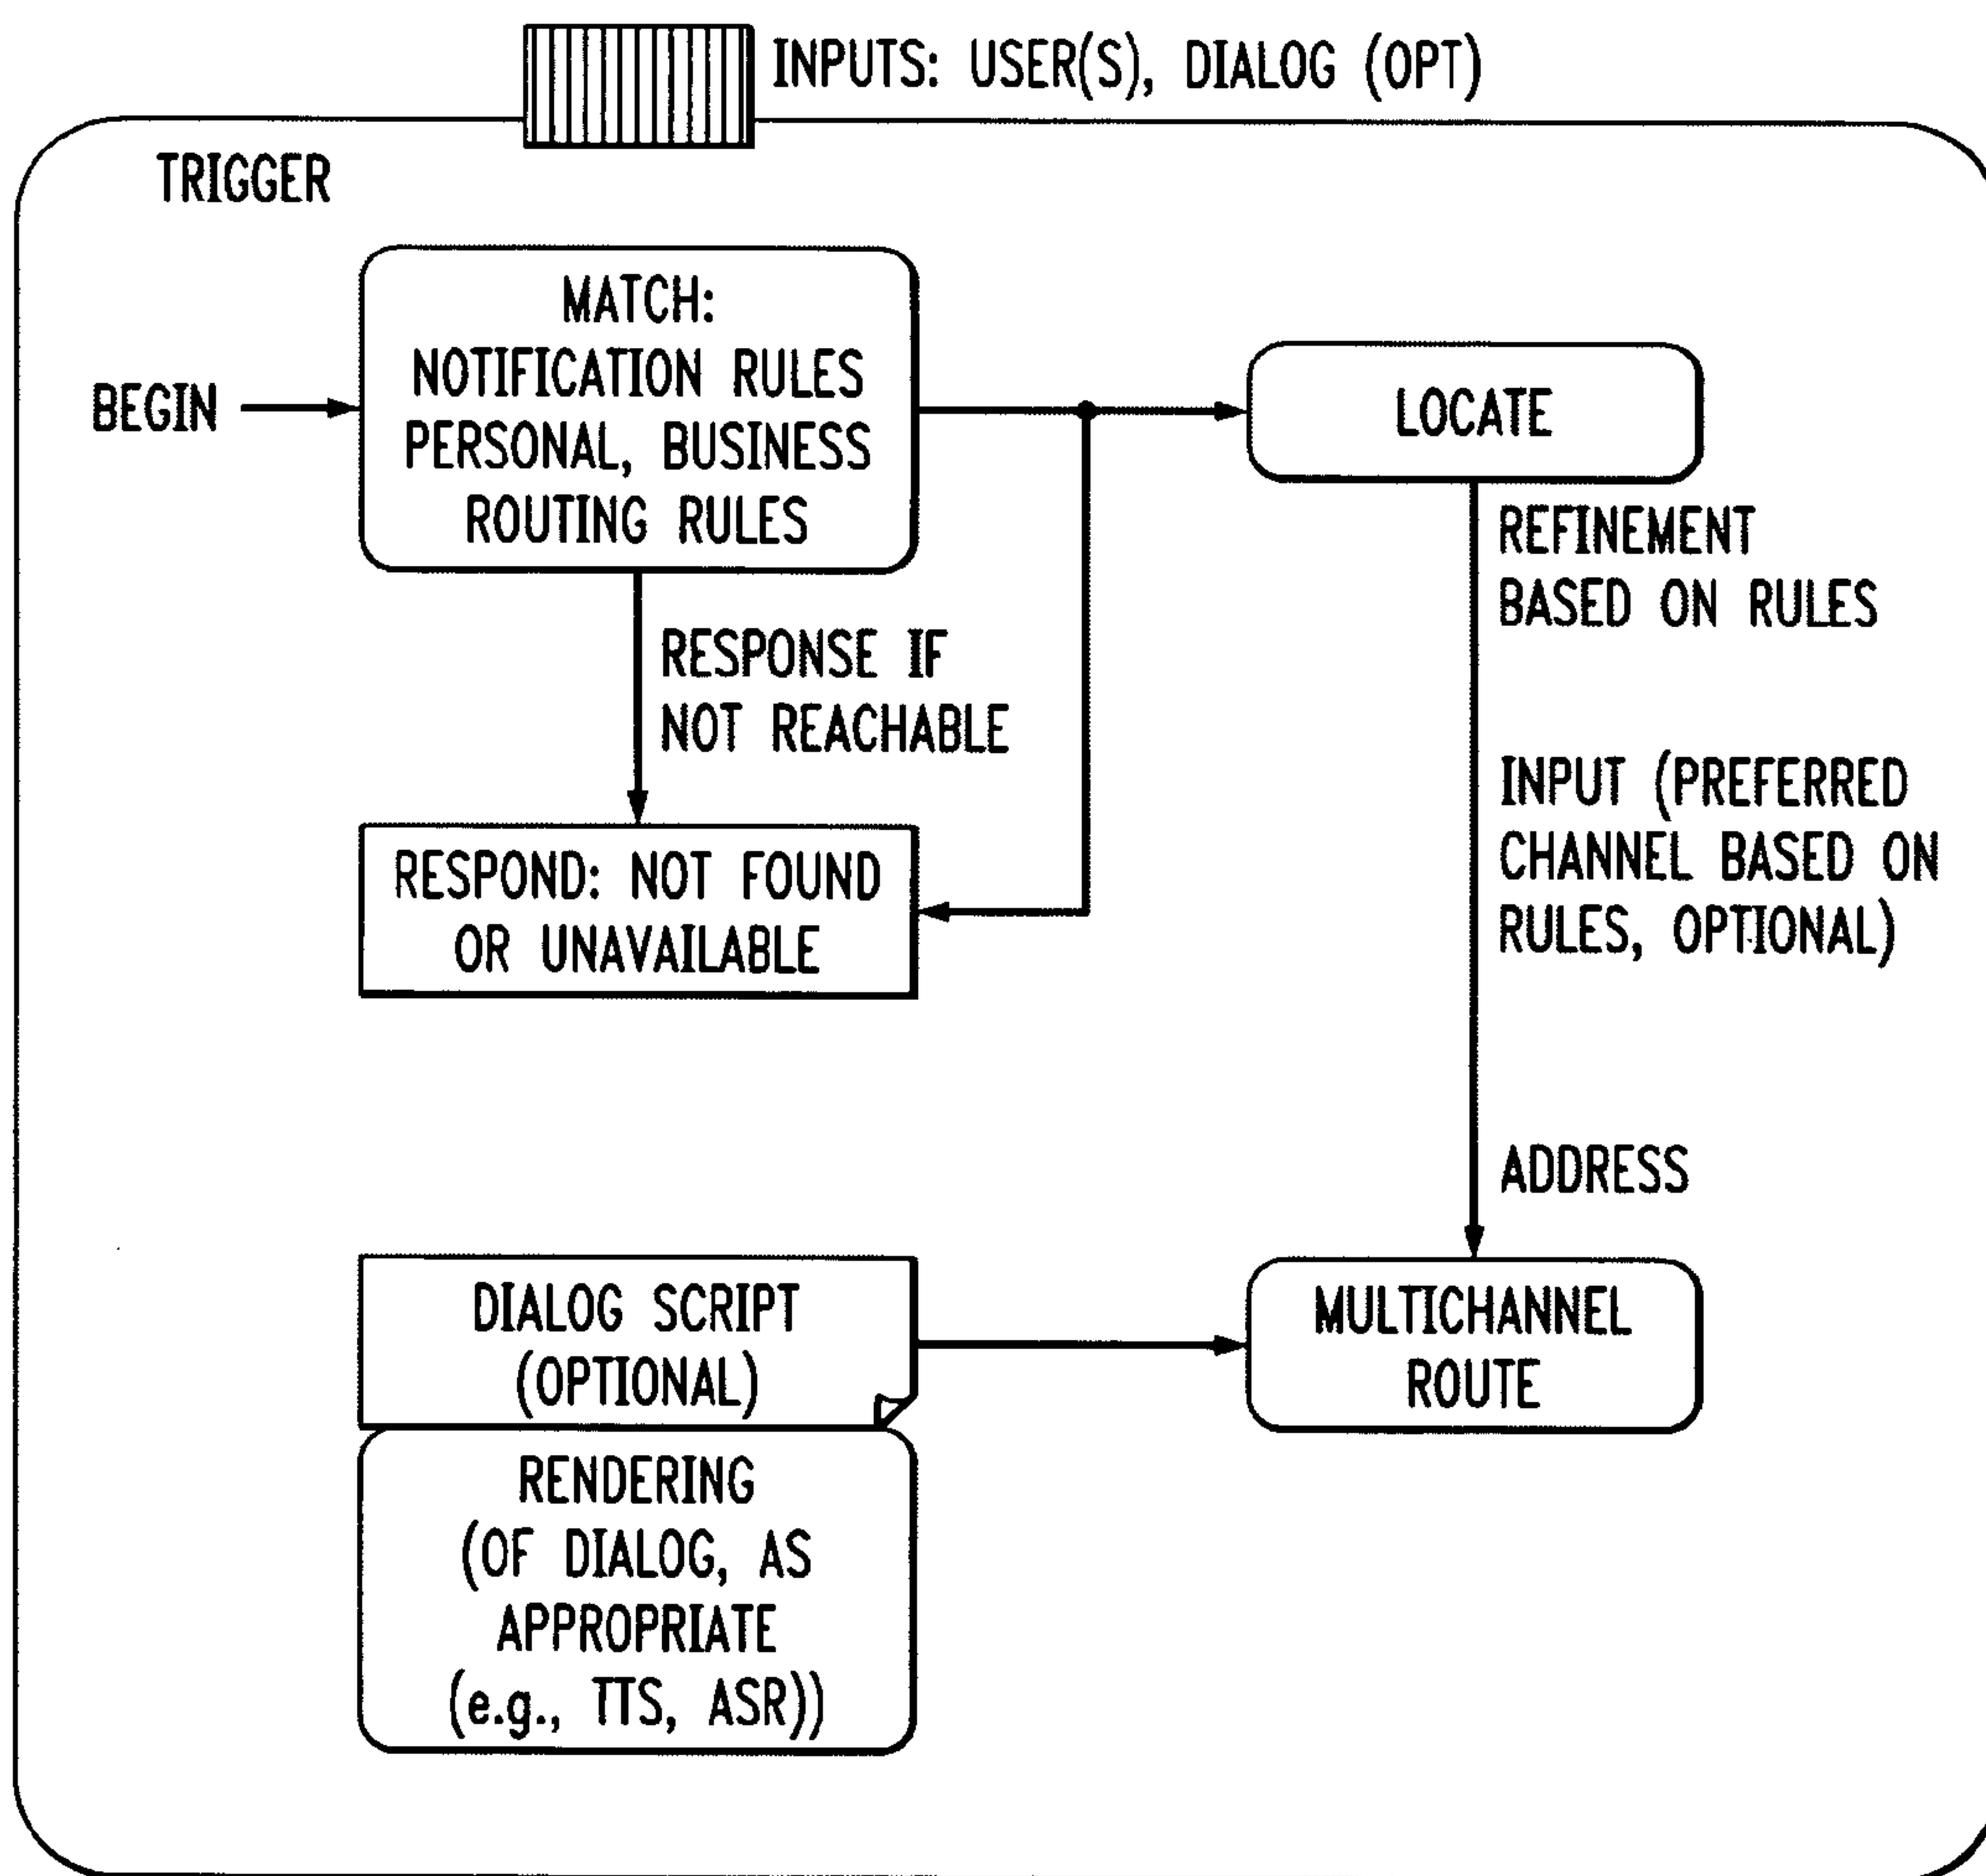 INPUTS: USER(S), DIALOG (OPT)
TRIGGER
BEGIN
MATCH:
NOTIFICATION RULES
PERSONAL, BUSINESS
ROUTING RULES
LOCATE
REFINEMENT
BASED ON RULES
RESPONSE IF
NOT REACHABLE
INPUT (PREFERRED
CHANNEL BASED ON
RULES, OPTIONAL)
RESPOND: NOT FOUND
OR UNAVAILABLE
ADDRESS
DIALOG SCRIPT
(OPTIONAL)
MULTICHANNEL
ROUTE
RENDERING
(OF DIALOG, AS
APPROPRIATE
(e.g., TTS, ASR))